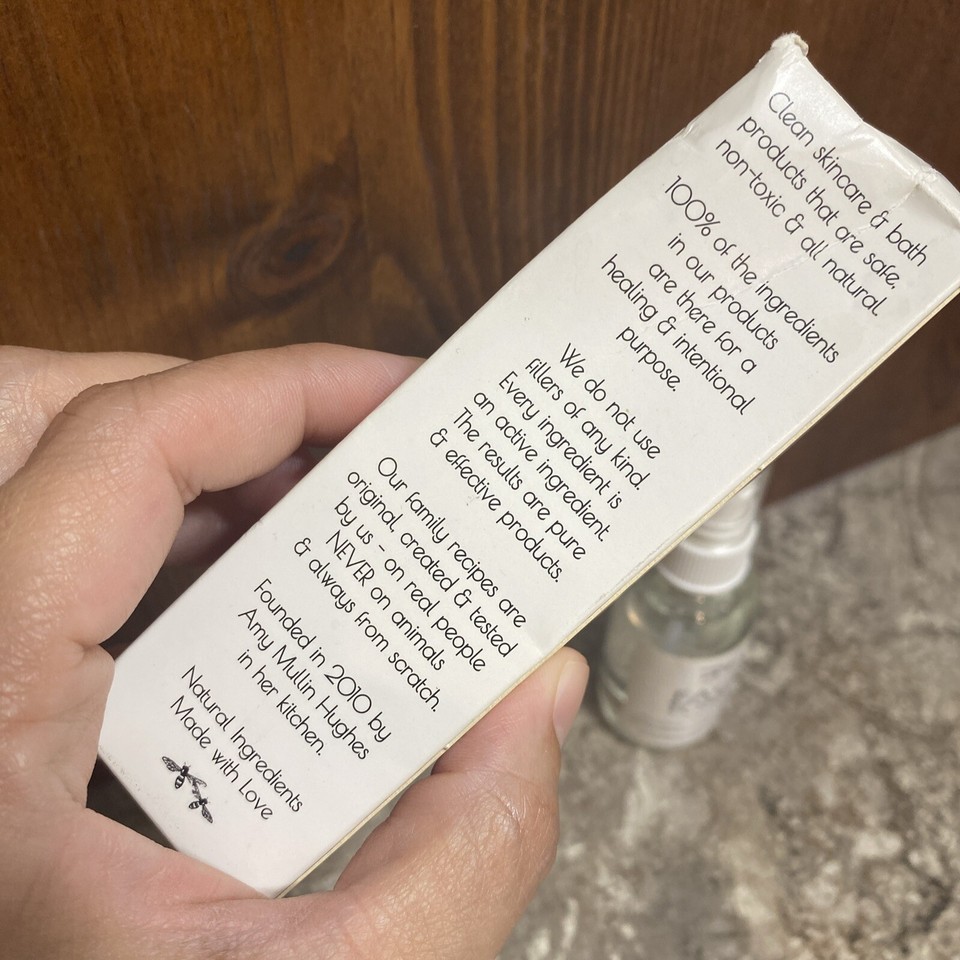 Clean skincare & bath
products that are safe,
non-toxic & all natural.
100% of the ingredients
in our products
are there for a
healing & intentional
purpose.
We do not use
fillers of any kind.
Every ingredient is
an active ingredient
The results are pure
& effective products.
Our family recipes are
original, created & tested
by us - on real people
NEVER on animals
& always from scratch.
Founded in 2010 by
Amy Mullin Hughes
in her kitchen.
Natural Ingredients
Made with Love